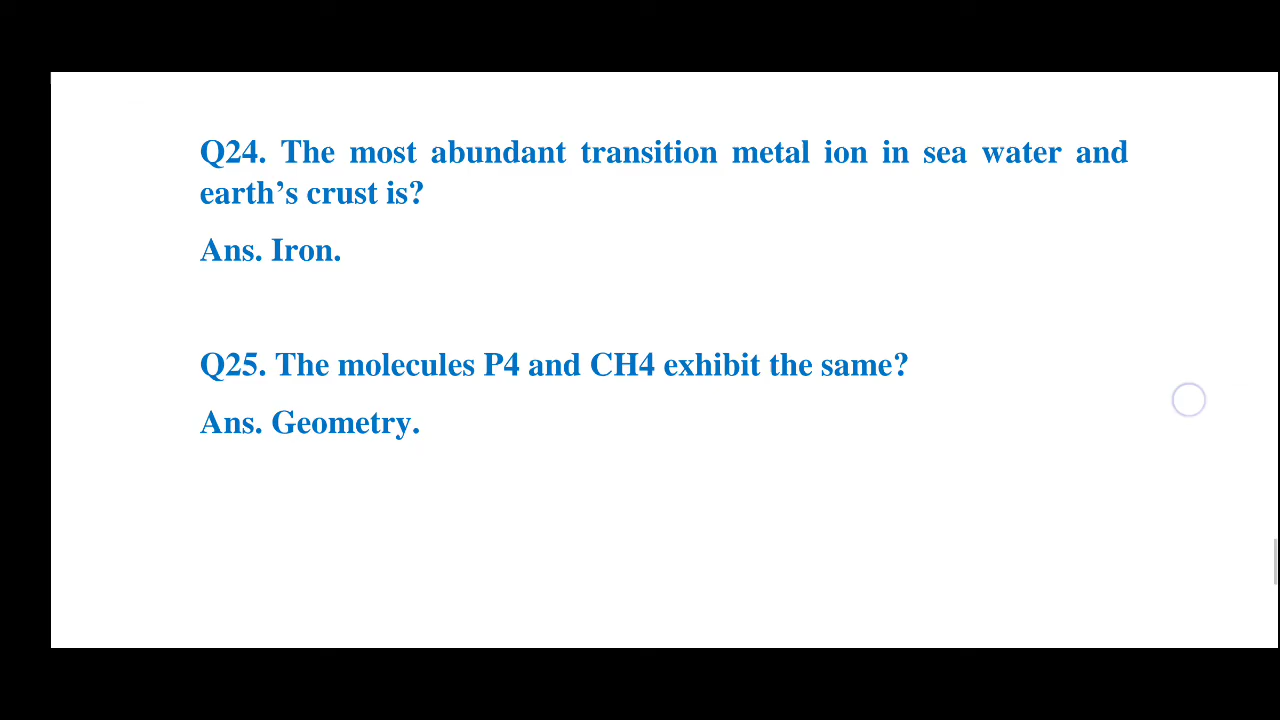 Q24. The most abundant transition metal ion in sea water and
earth’s crust is?
Ans. Iron.
Q25. The molecules P4 and CH4 exhibit the same?
Ans. Geometry.